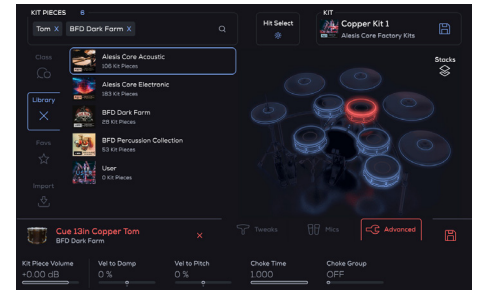 KIT PIECES 6
Tom X BFD Dark Farm X
Hit Select
KIT
Copper Kit 1
Alesis Core Factory Kits
Class
Alesis Core Acoustic
106 Kit Pieces
Stacks
Alesis Core Electronic
183 Kit Pieces
Library
BFD Dark Farm
28 Kit Pieces
Favs
BFD Percussion Collection
53 Kit Pieces
User
0 Kit Pieces
Import
Cue 13in Copper Tom
BFD Dark Farm
X
Tweaks
Mics
Advanced
Kit Piece Volume
+0.00 dB
Vel to Damp
0 %
Vel to Pitch
0 %
Choke Time
1.000
Choke Group
OFF